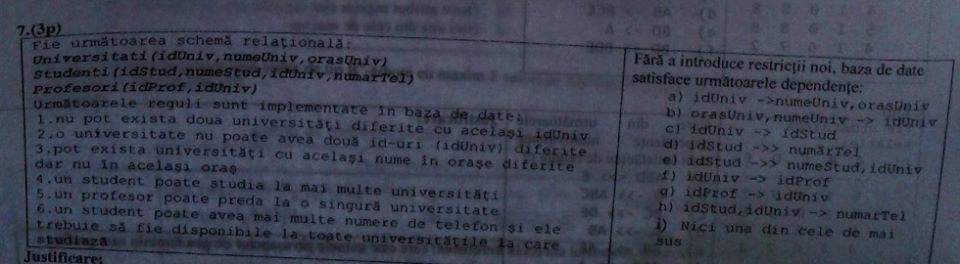 7.(3p)
Fie următoarea schemă relațională:
Universitati(idUniv,numeUniv,orasUniv)
Studenti(idStud,numeStud,idUniv,numarTel)
Profesori(idProf,idUniv)
Următoarele reguli sunt implementate în baza de date:
1.nu pot exista doua universități diferite cu același idUniv
2.o universitate nu poate avea două id-uri (idUniv) diferite
3.pot exista universități cu același nume în orașe diferite
dar nu în același oraș
4.un student poate studia la mai multe universități
5.un profesor poate preda la o singură universitate
6.un student poate avea mai multe numere de telefon și ele
trebuie să fie disponibile la toate universitățile la care
studiază
Fără a introduce restricții noi, baza de date
satisface următoarele dependențe:
a) idUniv ->numeUniv,orasUniv
b) orasUniv,numeUniv -> idUniv
c) idUniv -> idStud
d) idStud ->> numărTel
e) idStud ->> numeStud,idUniv
f) idUniv -> idProf
g) idProf -> idUniv
h) idStud,idUniv -> numarTel
i) Nici una din cele de mai
sus
Justificare: